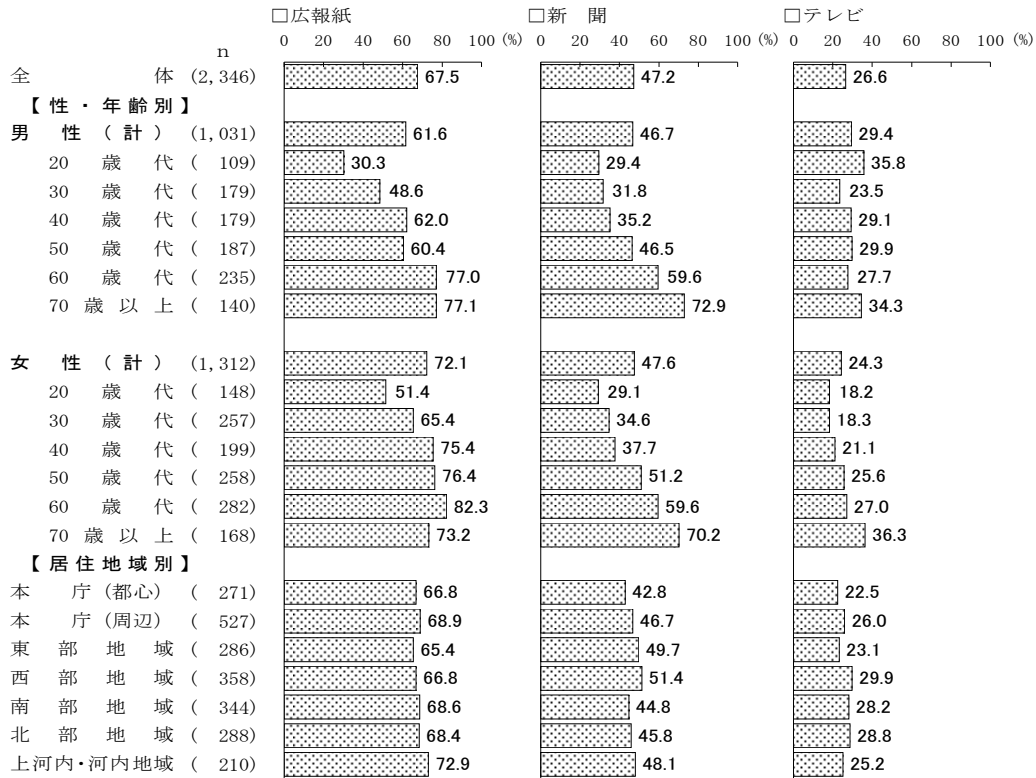 □広報紙 □新　聞 □テレビ
0 20 40 60 80 100 (%) 0 20 40 60 80 100 (%) 0 20 40 60 80 100 (%)
n
全　体 (2,346) 67.5 47.2 26.6
【性・年齢別】
男　性（計） (1,031) 61.6 46.7 29.4
20　歳　代 ( 109) 30.3 29.4 35.8
30　歳　代 ( 179) 48.6 31.8 23.5
40　歳　代 ( 179) 62.0 35.2 29.1
50　歳　代 ( 187) 60.4 46.5 29.9
60　歳　代 ( 235) 77.0 59.6 27.7
70 歳 以 上 ( 140) 77.1 72.9 34.3
女　性（計） (1,312) 72.1 47.6 24.3
20　歳　代 ( 148) 51.4 29.1 18.2
30　歳　代 ( 257) 65.4 34.6 18.3
40　歳　代 ( 199) 75.4 37.7 21.1
50　歳　代 ( 258) 76.4 51.2 25.6
60　歳　代 ( 282) 82.3 59.6 27.0
70 歳 以 上 ( 168) 73.2 70.2 36.3
【居住地域別】
本　庁（都心） ( 271) 66.8 42.8 22.5
本　庁（周辺） ( 527) 68.9 46.7 26.0
東　部　地　域 ( 286) 65.4 49.7 23.1
西　部　地　域 ( 358) 66.8 51.4 29.9
南　部　地　域 ( 344) 68.6 44.8 28.2
北　部　地　域 ( 288) 68.4 45.8 28.8
上河内・河内地域 ( 210) 72.9 48.1 25.2